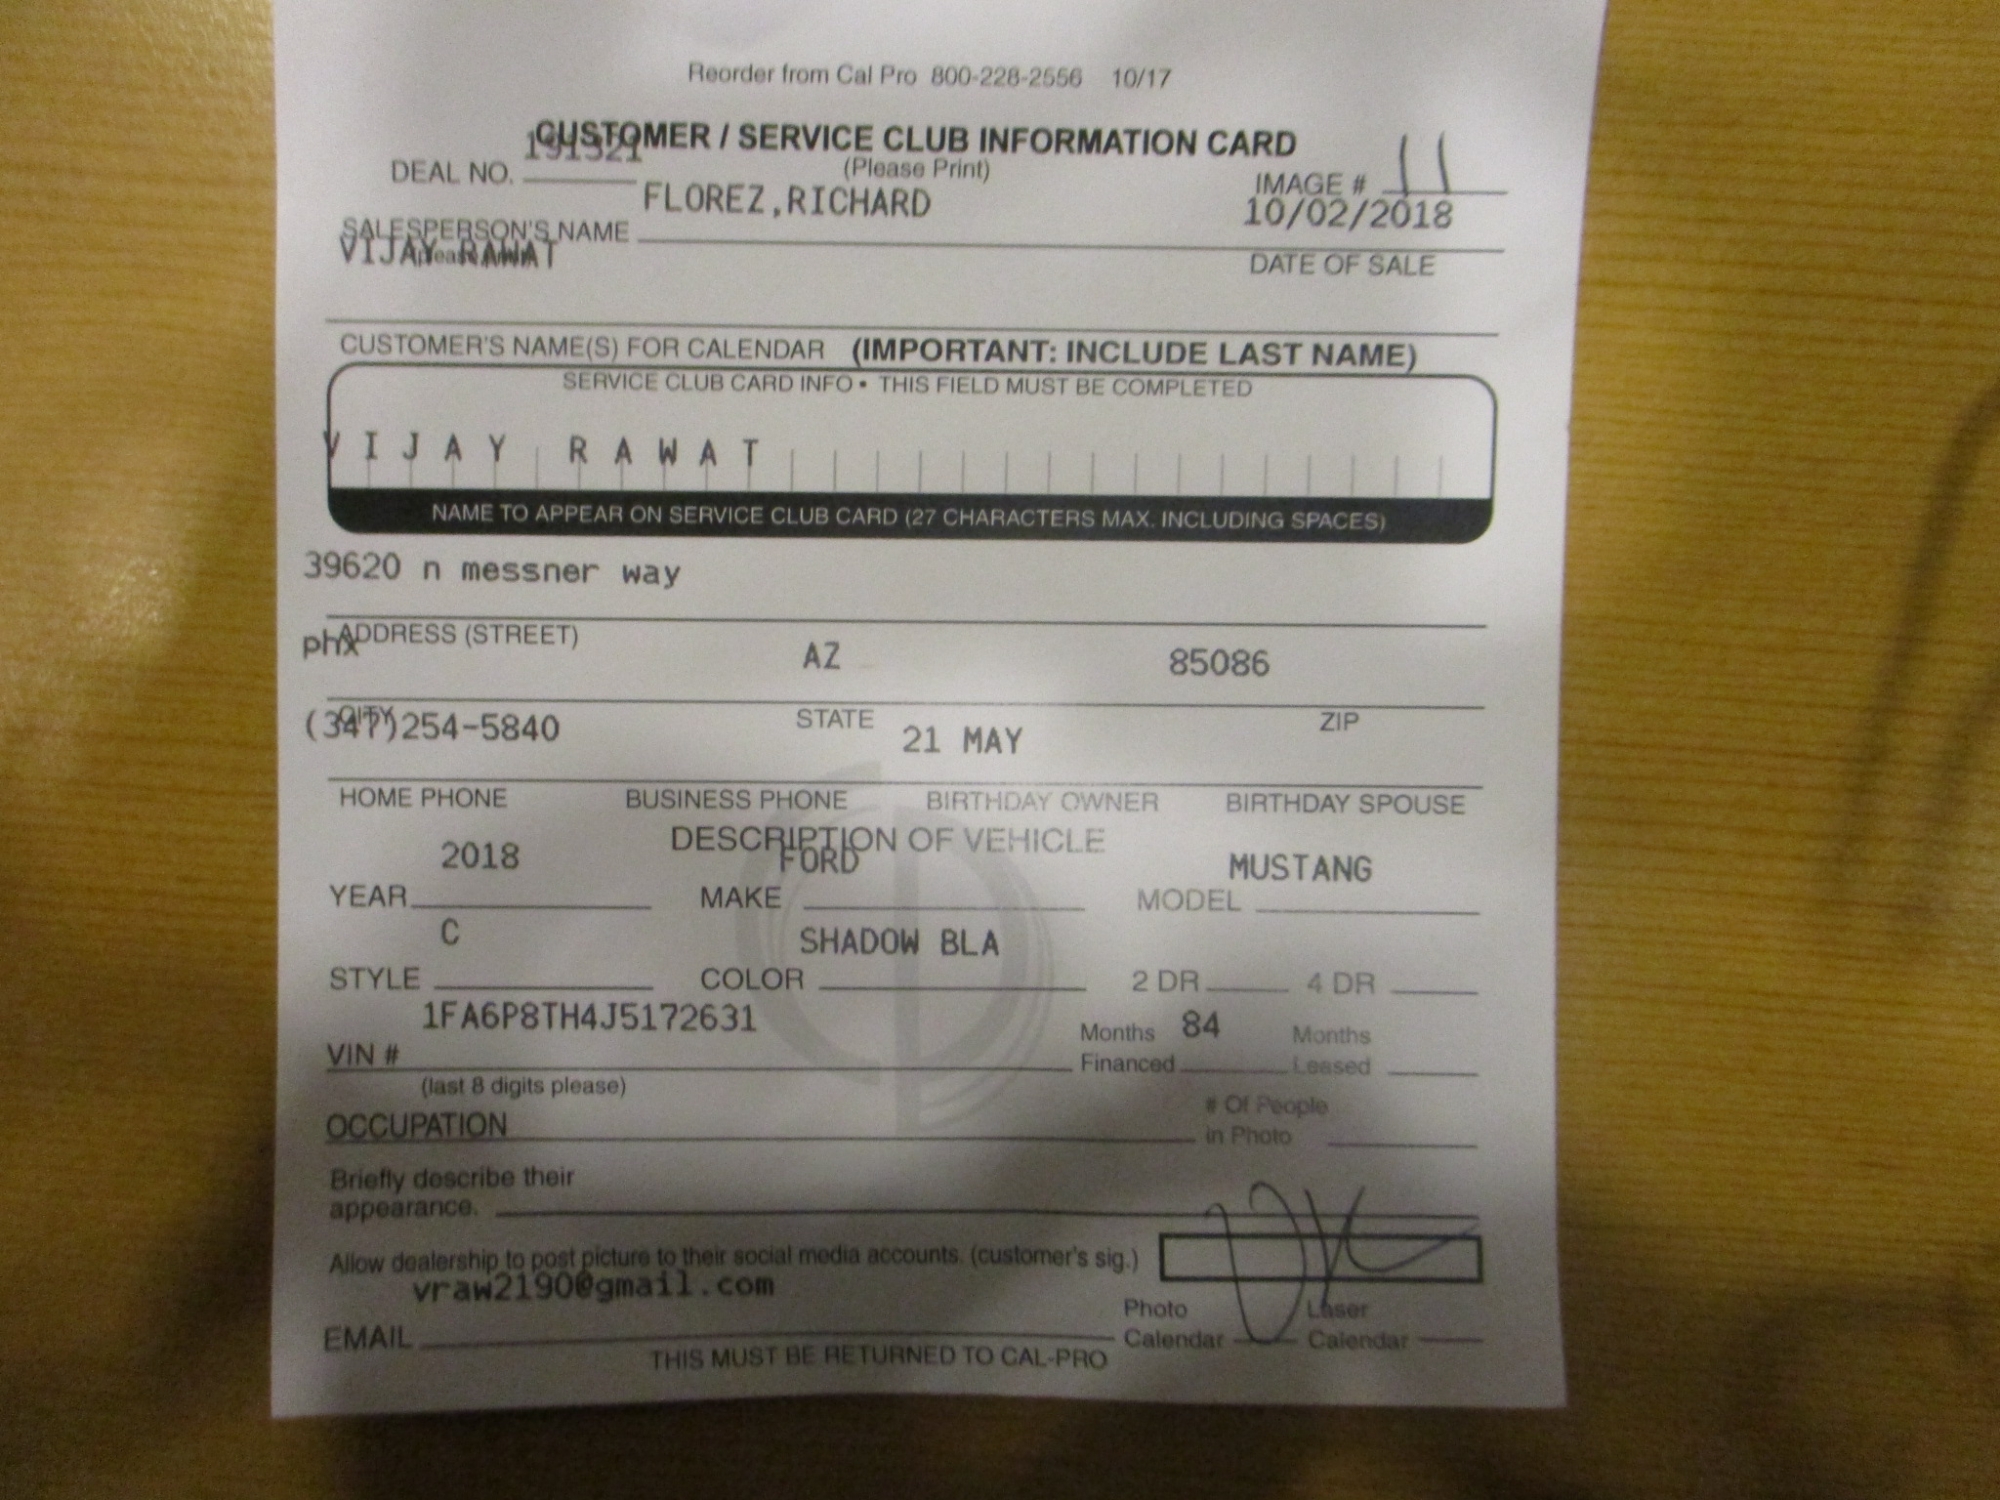 Reorder from Cal Pro 800-228-2556 10/17
CUSTOMER / SERVICE CLUB INFORMATION CARD
(Please Print)
DEAL NO. 191521
IMAGE # 11
FLOREZ,RICHARD
10/02/2018
SALESPERSON'S NAME
VIJAY RAWAT
DATE OF SALE
CUSTOMER'S NAME(S) FOR CALENDAR (IMPORTANT: INCLUDE LAST NAME)
SERVICE CLUB CARD INFO • THIS FIELD MUST BE COMPLETED
VIJAY RAWAT
NAME TO APPEAR ON SERVICE CLUB CARD (27 CHARACTERS MAX. INCLUDING SPACES)
39620 n messner way
ADDRESS (STREET)
phx AZ 85086
CITY STATE ZIP
(347)254-5840 21 MAY
HOME PHONE BUSINESS PHONE BIRTHDAY OWNER BIRTHDAY SPOUSE
DESCRIPTION OF VEHICLE
2018 FORD MUSTANG
YEAR MAKE MODEL
C SHADOW BLA
STYLE COLOR 2 DR 4 DR
1FA6P8TH4J5172631
Months 84 Months
VIN # Financed Leased
(last 8 digits please)
# Of People
OCCUPATION in Photo
Briefly describe their
appearance.
Allow dealership to post picture to their social media accounts. (customer's sig.)
vraw2190@gmail.com
Photo Laser
EMAIL Calendar Calendar
THIS MUST BE RETURNED TO CAL-PRO